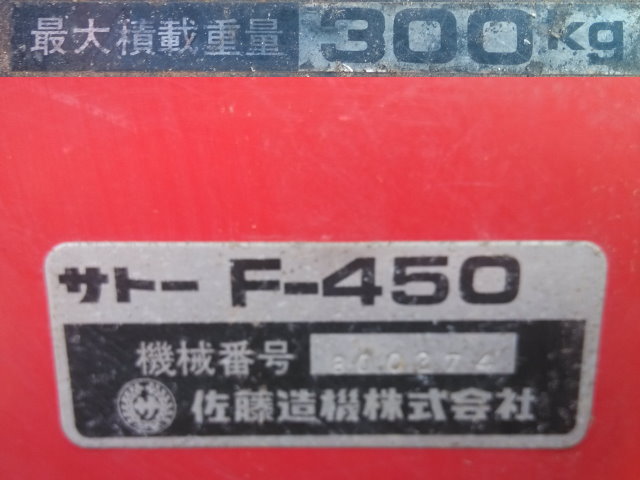 最大積載重量 300kg
サトー F-450
機械番号
サ 佐藤造機株式会社